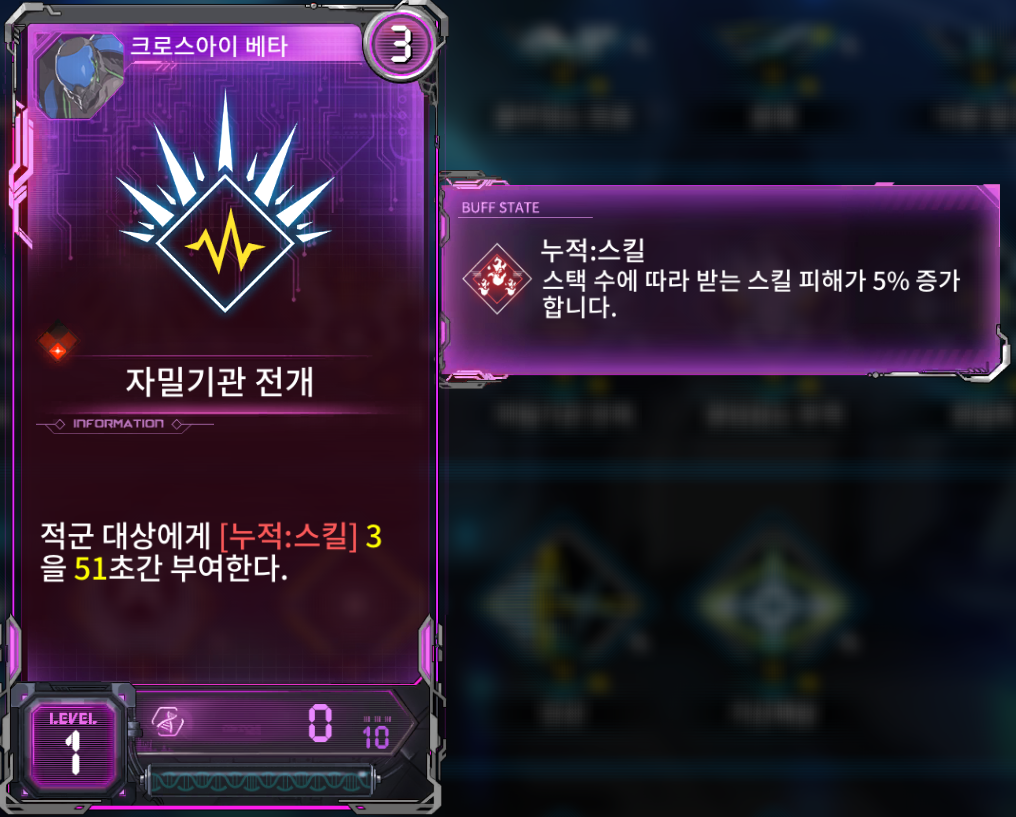 크로스아이 베타
3
자밀기관 전개
INFORMATION
적군 대상에게 [누적:스킬] 3
을 51초간 부여한다.
LEVEL
1
0
10
BUFF STATE
누적:스킬
스택 수에 따라 받는 스킬 피해가 5% 증가
합니다.